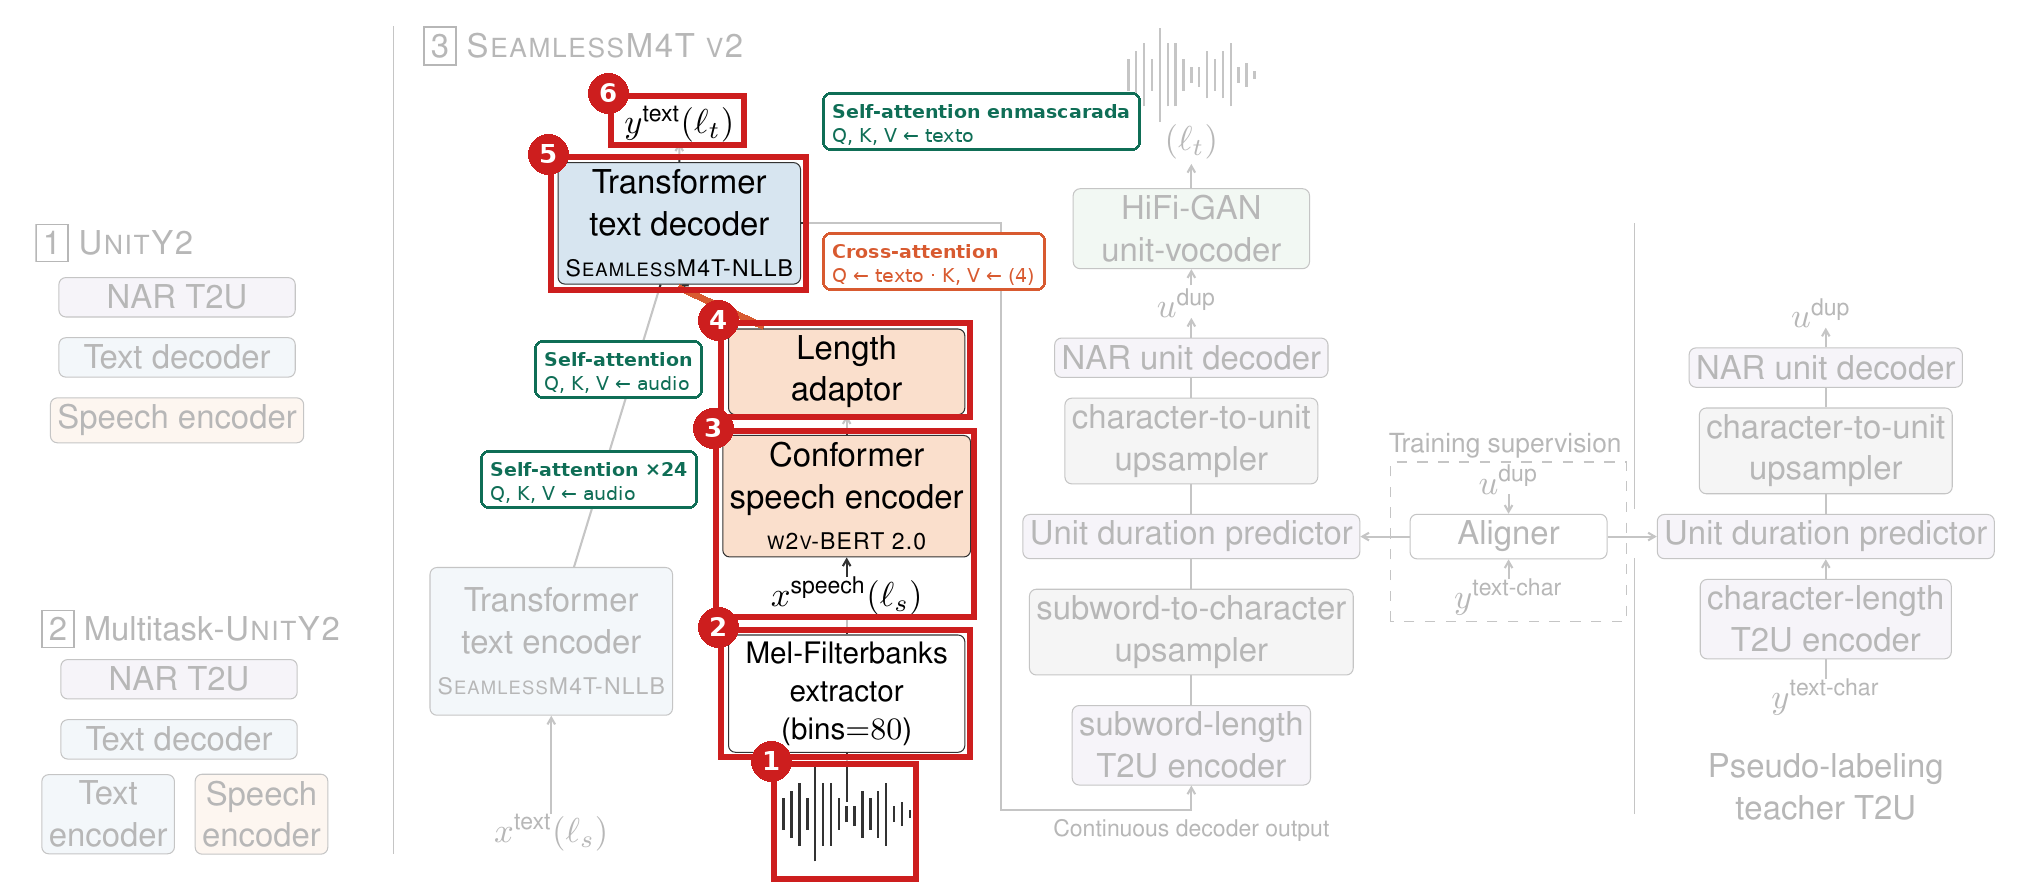 1 UNITY2
NAR T2U
Text decoder
Speech encoder
2 Multitask-UNITY2
NAR T2U
Text decoder
Text
encoder
Speech
encoder
3 SEAMLESSM4T V2
6
y^text(ℓt)
5
Transformer
text decoder
SEAMLESSM4T-NLLB
Self-attention enmascarada
Q, K, V ← texto
Cross-attention
Q ← texto · K, V ← (4)
4
Length
adaptor
Self-attention
Q, K, V ← audio
3
Conformer
speech encoder
W2V-BERT 2.0
x^speech(ℓs)
Self-attention ×24
Q, K, V ← audio
2
Mel-Filterbanks
extractor
(bins=80)
1
Transformer
text encoder
SEAMLESSM4T-NLLB
x^text(ℓs)
(ℓt)
HiFi-GAN
unit-vocoder
u^dup
NAR unit decoder
character-to-unit
upsampler
Unit duration predictor
subword-to-character
upsampler
subword-length
T2U encoder
Continuous decoder output
Training supervision
u^dup
Aligner
y^text-char
u^dup
NAR unit decoder
character-to-unit
upsampler
Unit duration predictor
character-length
T2U encoder
y^text-char
Pseudo-labeling
teacher T2U